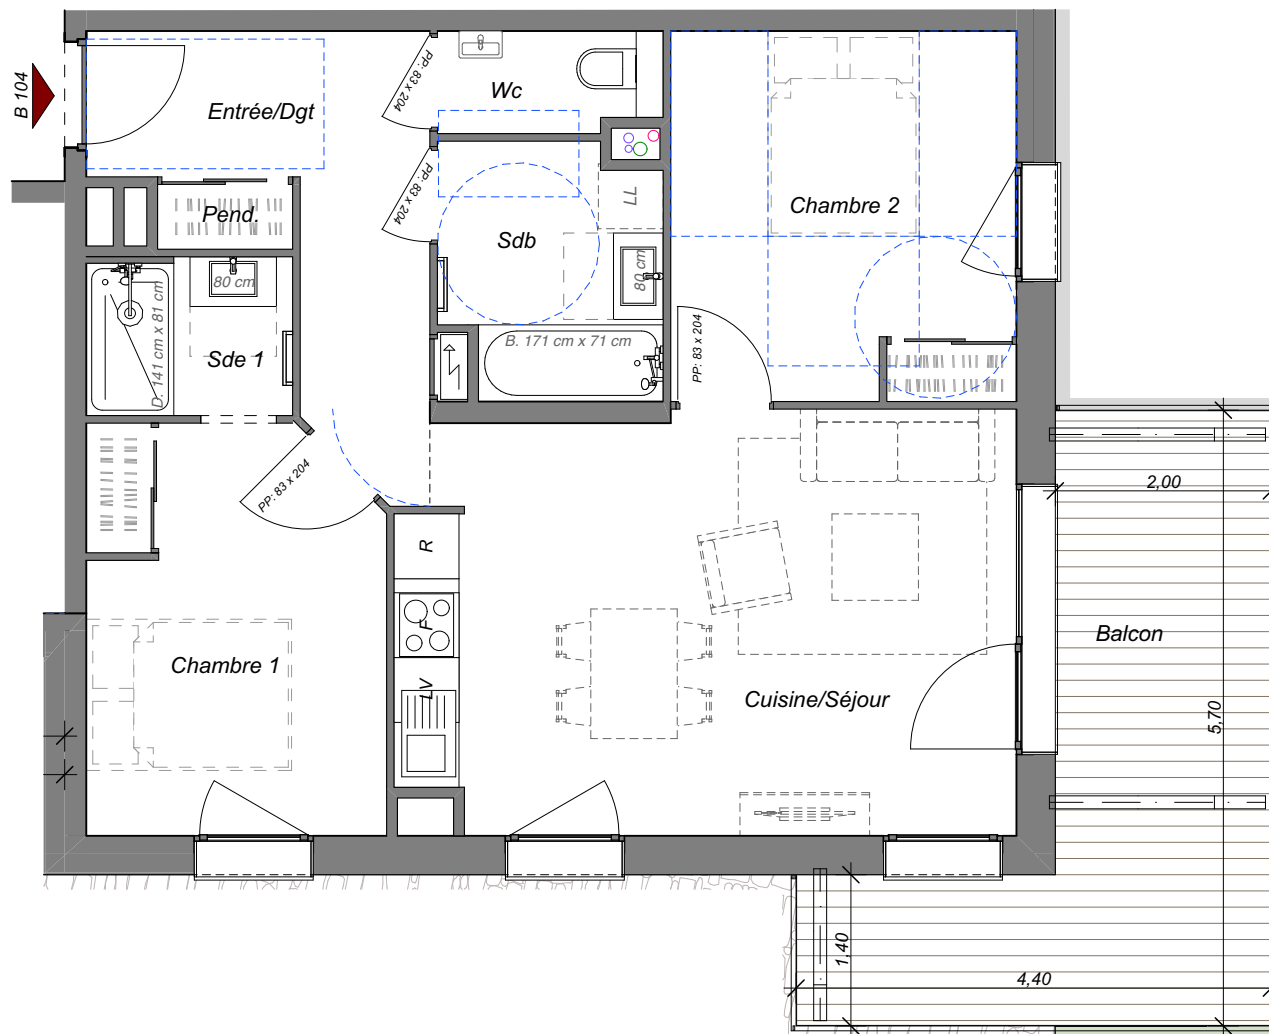 B 104
Entrée/Dgt
PP: 83 x 204
Wc
Pend.
PP: 83 x 204
Sdb
LL
80 cm
Chambre 2
80 cm
D. 141 cm x 81 cm
Sde 1
B. 171 cm x 71 cm
PP: 83 x 204
PP: 83 x 204
2,00
R
F
LV
Chambre 1
Cuisine/Séjour
Balcon
5,70
1,40
4,40